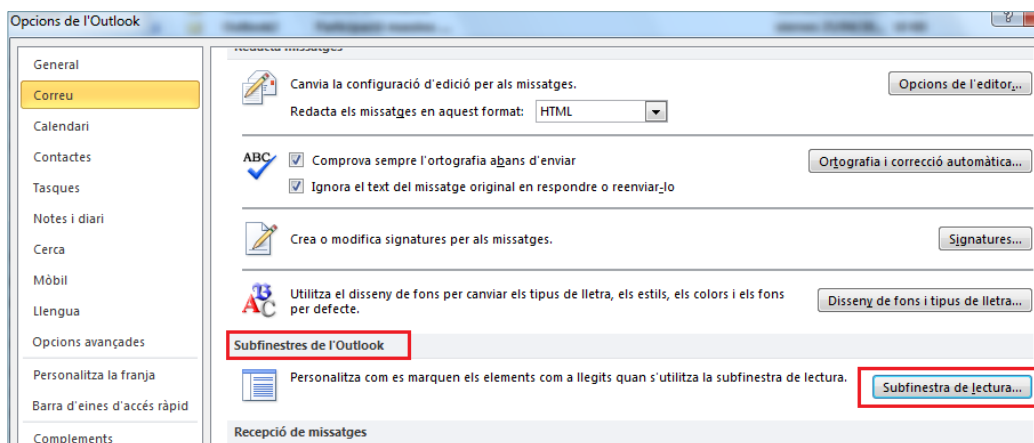 Opcions de l'Outlook
General
Correu
Calendari
Contactes
Tasques
Notes i diari
Cerca
Mòbil
Llengua
Opcions avançades
Personalitza la franja
Barra d'eines d'accés ràpid
Complements
Redacta missatges
Canvia la configuració d'edició per als missatges.
Opcions de l'editor...
Redacta els missatges en aquest format: HTML
ABC
Comprova sempre l'ortografia abans d'enviar
Ortografia i correcció automàtica...
Ignora el text del missatge original en respondre o reenviar-lo
Crea o modifica signatures per als missatges.
Signatures...
Utilitza el disseny de fons per canviar els tipus de lletra, els estils, els colors i els fons
per defecte.
Disseny de fons i tipus de lletra...
Subfinestres de l'Outlook
Personalitza com es marquen els elements com a llegits quan s'utilitza la subfinestra de lectura.
Subfinestra de lectura...
Recepció de missatges